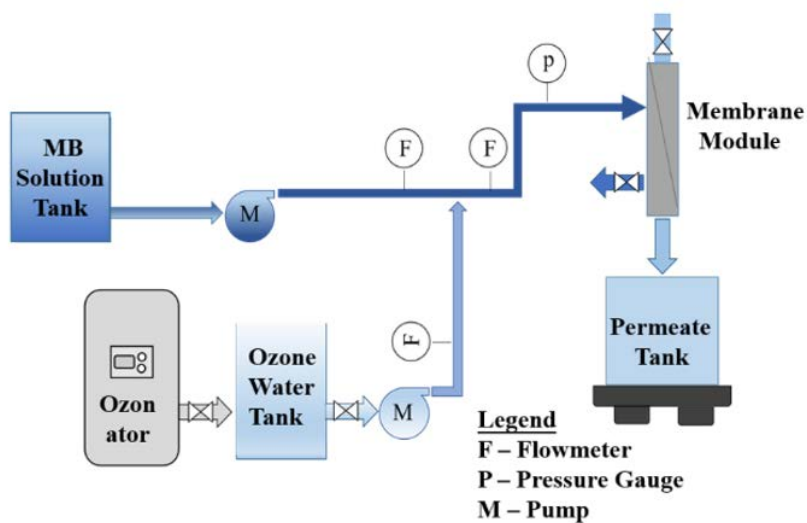 MB
Solution
Tank
M
F
F
p
Membrane
Module
F
Ozon
ator
Ozone
Water
Tank
M
Permeate
Tank
Legend
F – Flowmeter
P – Pressure Gauge
M – Pump